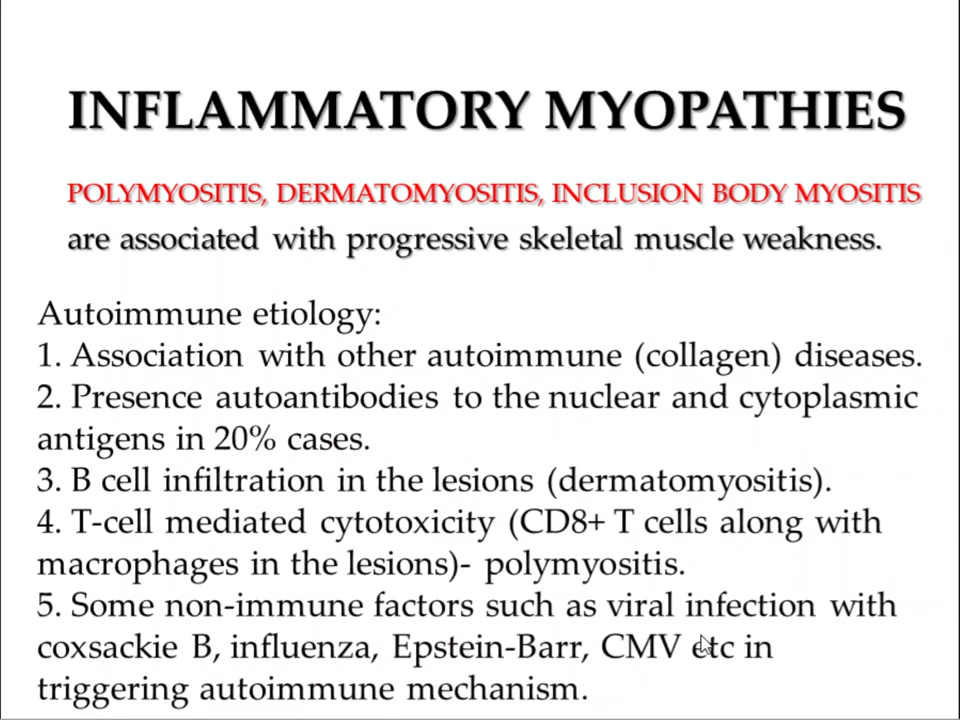 INFLAMMATORY MYOPATHIES
POLYMYOSITIS, DERMATOMYOSITIS, INCLUSION BODY MYOSITIS
are associated with progressive skeletal muscle weakness.
Autoimmune etiology:
1. Association with other autoimmune (collagen) diseases.
2. Presence autoantibodies to the nuclear and cytoplasmic
antigens in 20% cases.
3. B cell infiltration in the lesions (dermatomyositis).
4. T-cell mediated cytotoxicity (CD8+ T cells along with
macrophages in the lesions)- polymyositis.
5. Some non-immune factors such as viral infection with
coxsackie B, influenza, Epstein-Barr, CMV etc in
triggering autoimmune mechanism.